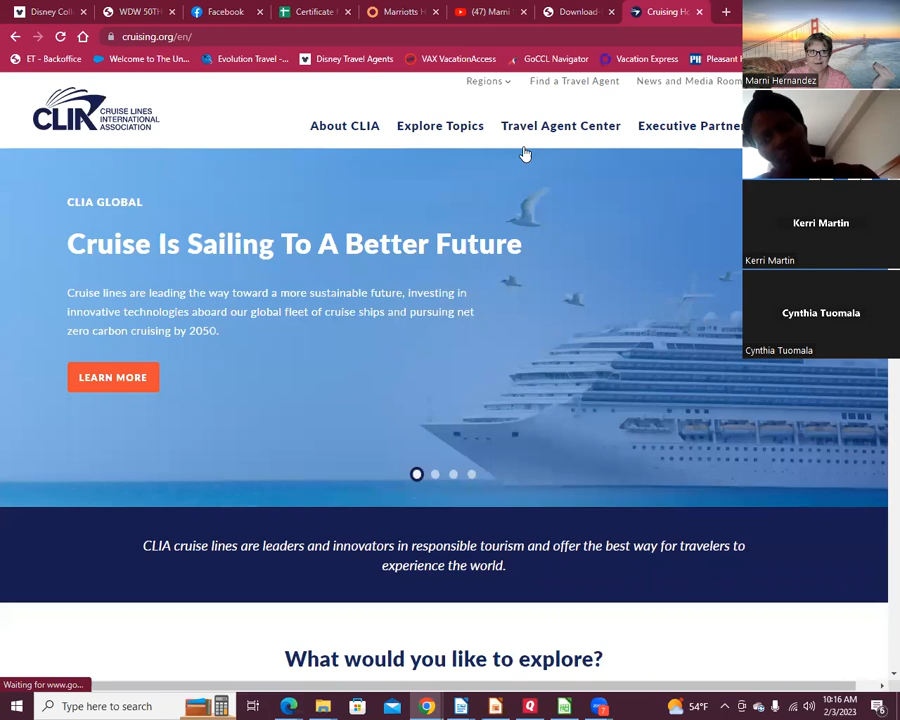 Disney Coll
WDW 50TH
Facebook
Certificate
Marriotts H
(47) Marni
Download
Cruising Ho
cruising.org/en/
ET - Backoffice
Welcome to The Un...
Evolution Travel -...
Disney Travel Agents
VAX VacationAccess
GoCCL Navigator
Vacation Express
Pleasant
Regions
Find a Travel Agent
News and Media Room
CLIA CRUISE LINES
INTERNATIONAL
ASSOCIATION
About CLIA
Explore Topics
Travel Agent Center
Executive Partner
Marni Hernandez
Kerri Martin
Kerri Martin
Cynthia Tuomala
Cynthia Tuomala
CLIA GLOBAL
Cruise Is Sailing To A Better Future
Cruise lines are leading the way toward a more sustainable future, investing in
innovative technologies aboard our global fleet of cruise ships and pursuing net
zero carbon cruising by 2050.
LEARN MORE
CLIA cruise lines are leaders and innovators in responsible tourism and offer the best way for travelers to
experience the world.
What would you like to explore?
Waiting for www.go...
Type here to search
54°F
10:16 AM
2/3/2023